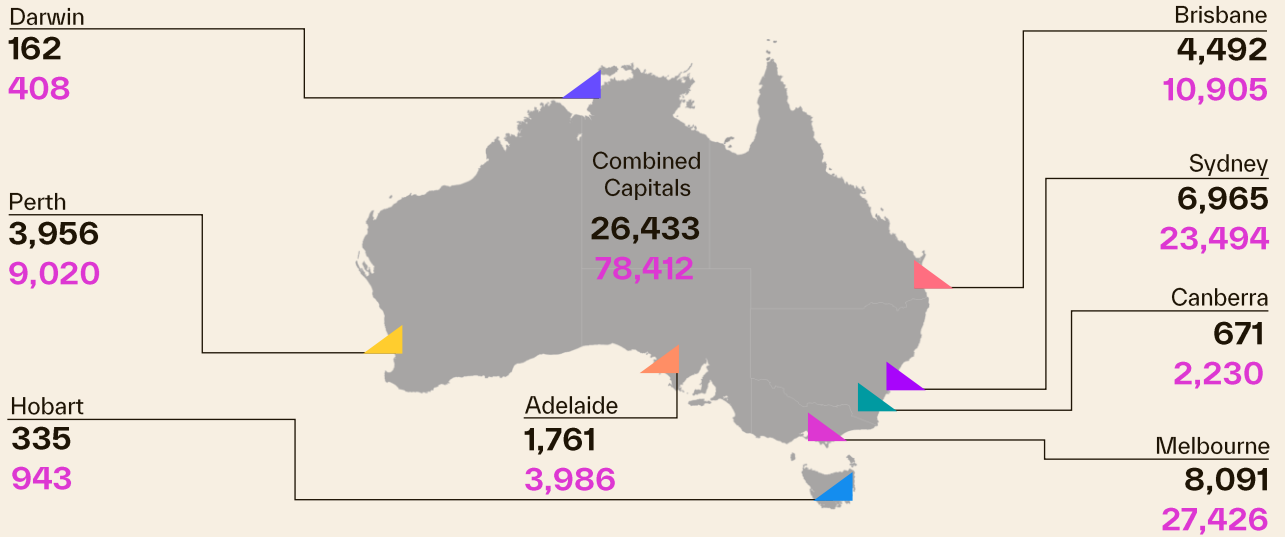 Darwin
162
408
Perth
3,956
9,020
Hobart
335
943
Combined
Capitals
26,433
78,412
Adelaide
1,761
3,986
Brisbane
4,492
10,905
Sydney
6,965
23,494
Canberra
671
2,230
Melbourne
8,091
27,426